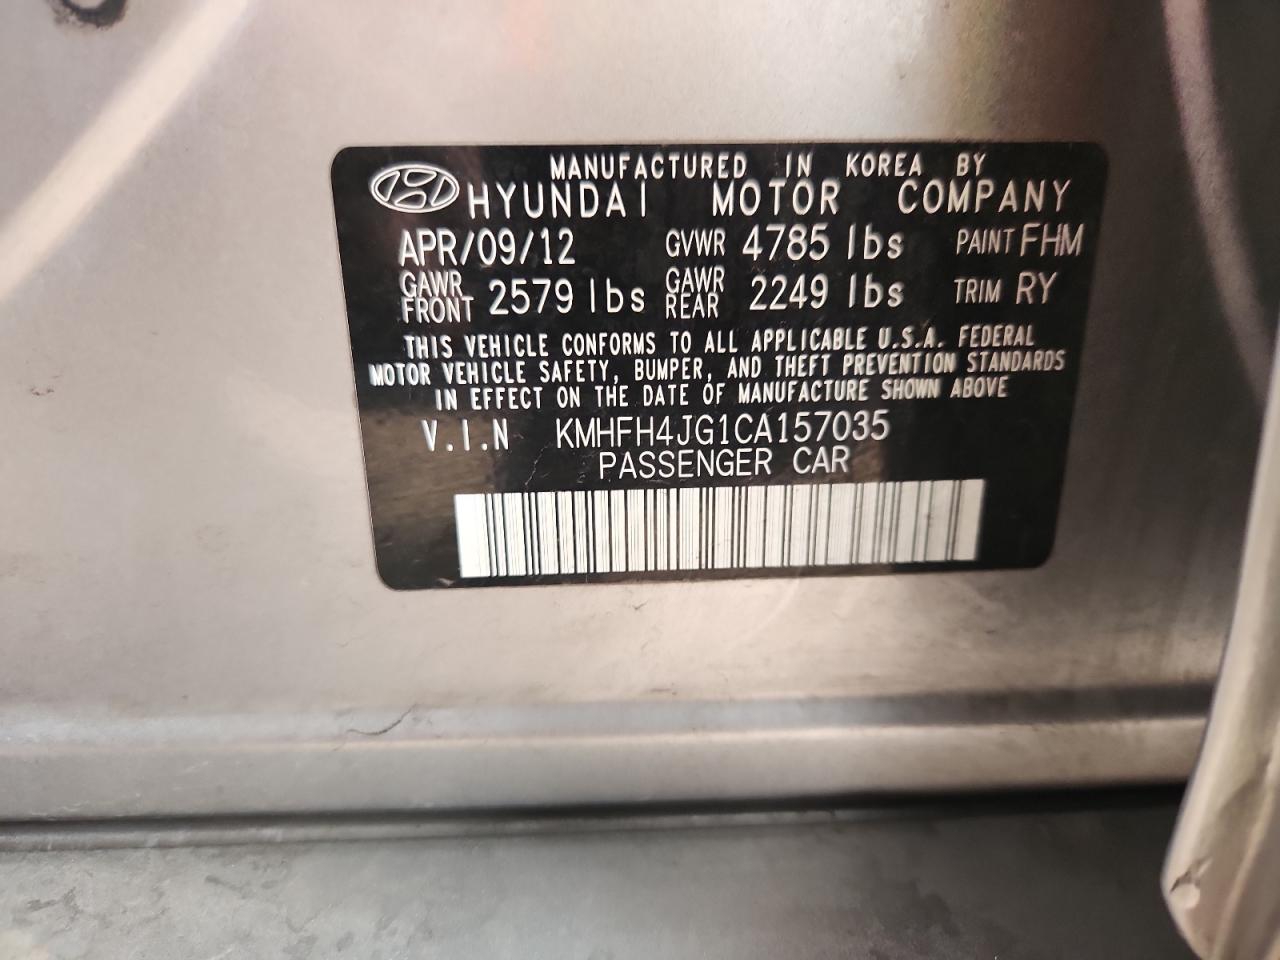 MANUFACTURED IN KOREA BY
HYUNDAI MOTOR COMPANY
APR/09/12 GVWR 4785 lbs PAINT FHM
GAWR FRONT 2579 lbs GAWR REAR 2249 lbs TRIM RY
THIS VEHICLE CONFORMS TO ALL APPLICABLE U.S.A. FEDERAL
MOTOR VEHICLE SAFETY, BUMPER, AND THEFT PREVENTION STANDARDS
IN EFFECT ON THE DATE OF MANUFACTURE SHOWN ABOVE
V.I.N KMHFH4JG1CA157035
PASSENGER CAR